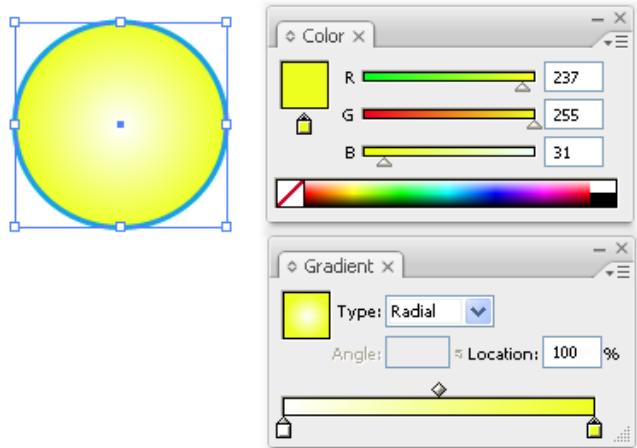 Color
R 237
G 255
B 31
Gradient
Type: Radial
Angle: Location: 100 %